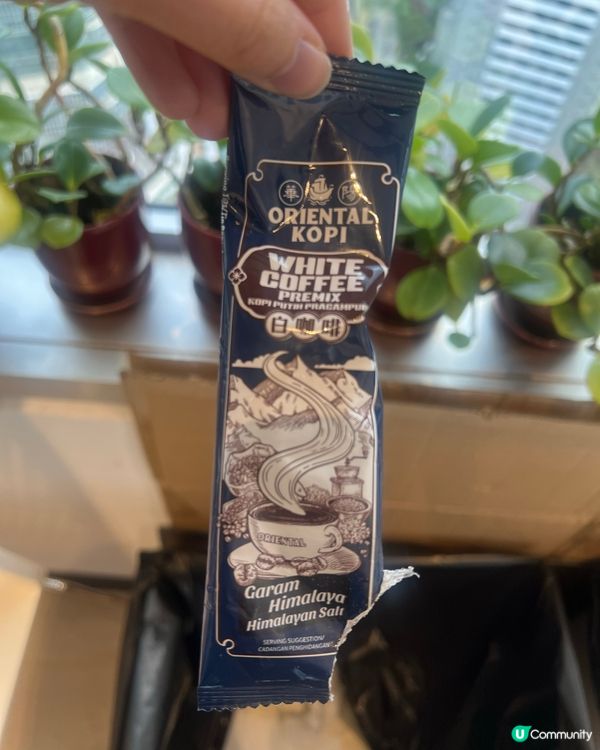 華 陽
ORIENTAL
KOPI
WHITE
COFFEE
PREMIX
KOPI PUTIH PRACAMPUR
白咖啡
ORIENTAL
Garam
Himalaya
Himalayan Salt
SERVING SUGGESTION/
CADANGAN PENGHIDANGAN
U Community